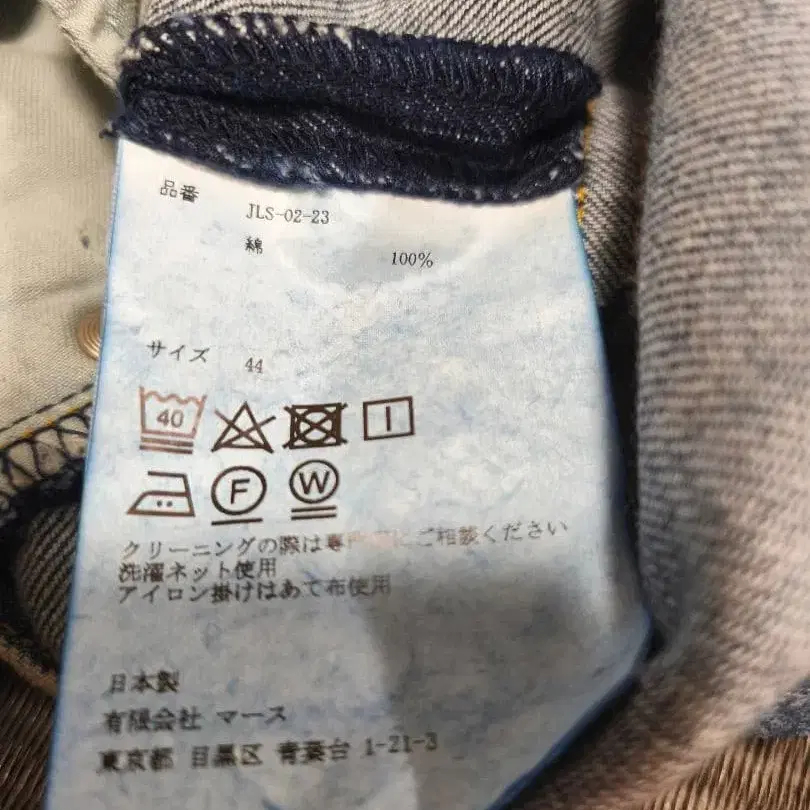 品番 JLS-02-23
綿 100%
サイズ 44
40
F W
クリーニングの際は専 にご相談ください
洗濯ネット使用
アイロン掛けはあて布使用
日本製
有限会社 マース
東京都 目黒区 青葉台 1-21-3